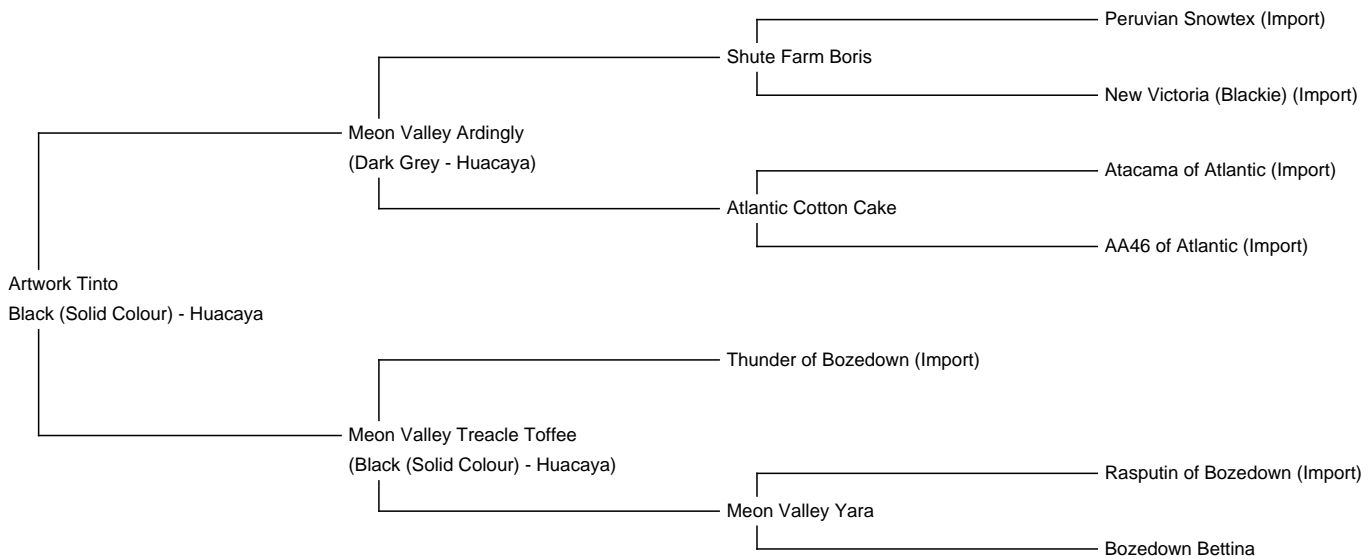 Peruvian Snowtex (Import)
Shute Farm Boris
New Victoria (Blackie) (Import)
Meon Valley Ardingly
(Dark Grey - Huacaya)
Atacama of Atlantic (Import)
Atlantic Cotton Cake
AA46 of Atlantic (Import)
Artwork Tinto
Black (Solid Colour) - Huacaya
Thunder of Bozedown (Import)
Meon Valley Treacle Toffee
(Black (Solid Colour) - Huacaya)
Rasputin of Bozedown (Import)
Meon Valley Yara
Bozedown Bettina